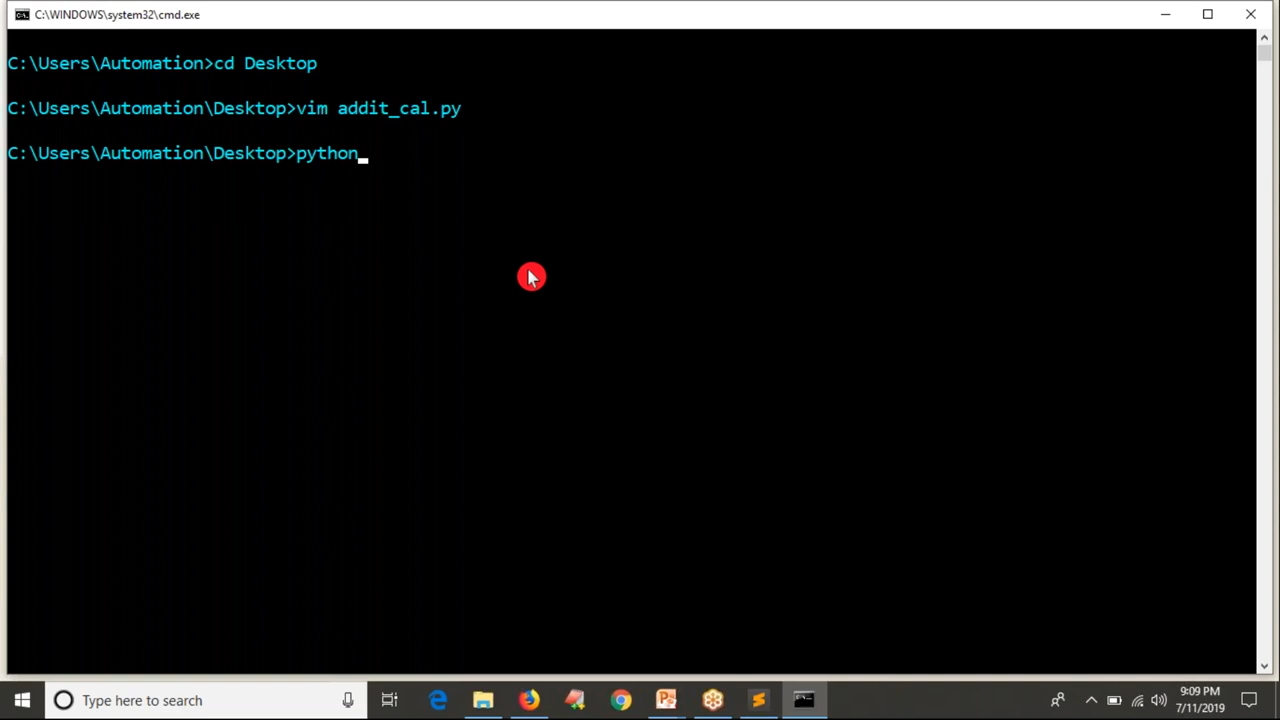 C:\WINDOWS\system32\cmd.exe
C:\Users\Automation>cd Desktop
C:\Users\Automation\Desktop>vim addit_cal.py
C:\Users\Automation\Desktop>python
Type here to search
9:09 PM
7/11/2019